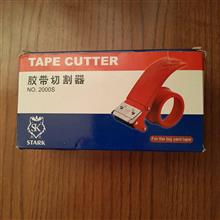 TAPE CUTTER
胶带切割器
NO. 2000S
SK
STARK
For the big yard tape